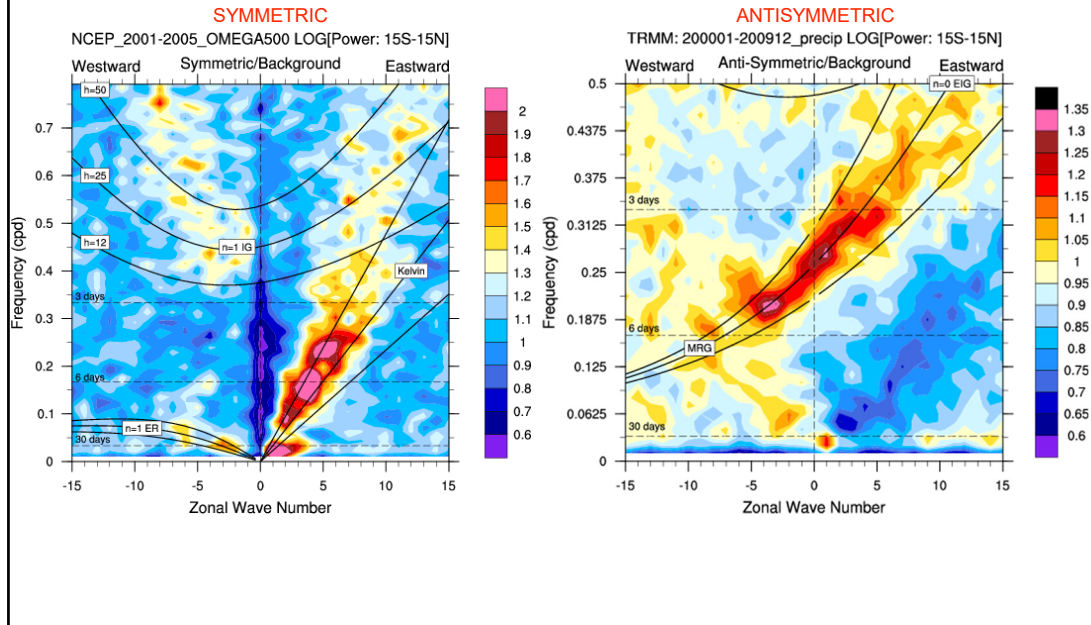 SYMMETRIC
NCEP_2001-2005_OMEGA500 LOG[Power: 15S-15N]
Westward Symmetric/Background Eastward
h=50
h=25
h=12
n=1 IG
Kelvin
3 days
6 days
n=1 ER
30 days
0.7
0.6
0.5
0.4
0.3
0.2
0.1
0
Frequency (cpd)
-15 -10 -5 0 5 10 15
Zonal Wave Number
2
1.9
1.8
1.7
1.6
1.5
1.4
1.3
1.2
1.1
1
0.9
0.8
0.7
0.6
ANTISYMMETRIC
TRMM: 200001-200912_precip LOG[Power: 15S-15N]
Westward Anti-Symmetric/Background Eastward
n=0 EIG
3 days
6 days
MRG
30 days
0.5
0.4375
0.375
0.3125
0.25
0.1875
0.125
0.0625
0
Frequency (cpd)
-15 -10 -5 0 5 10 15
Zonal Wave Number
1.35
1.3
1.25
1.2
1.15
1.1
1.05
1
0.95
0.9
0.85
0.8
0.75
0.7
0.65
0.6